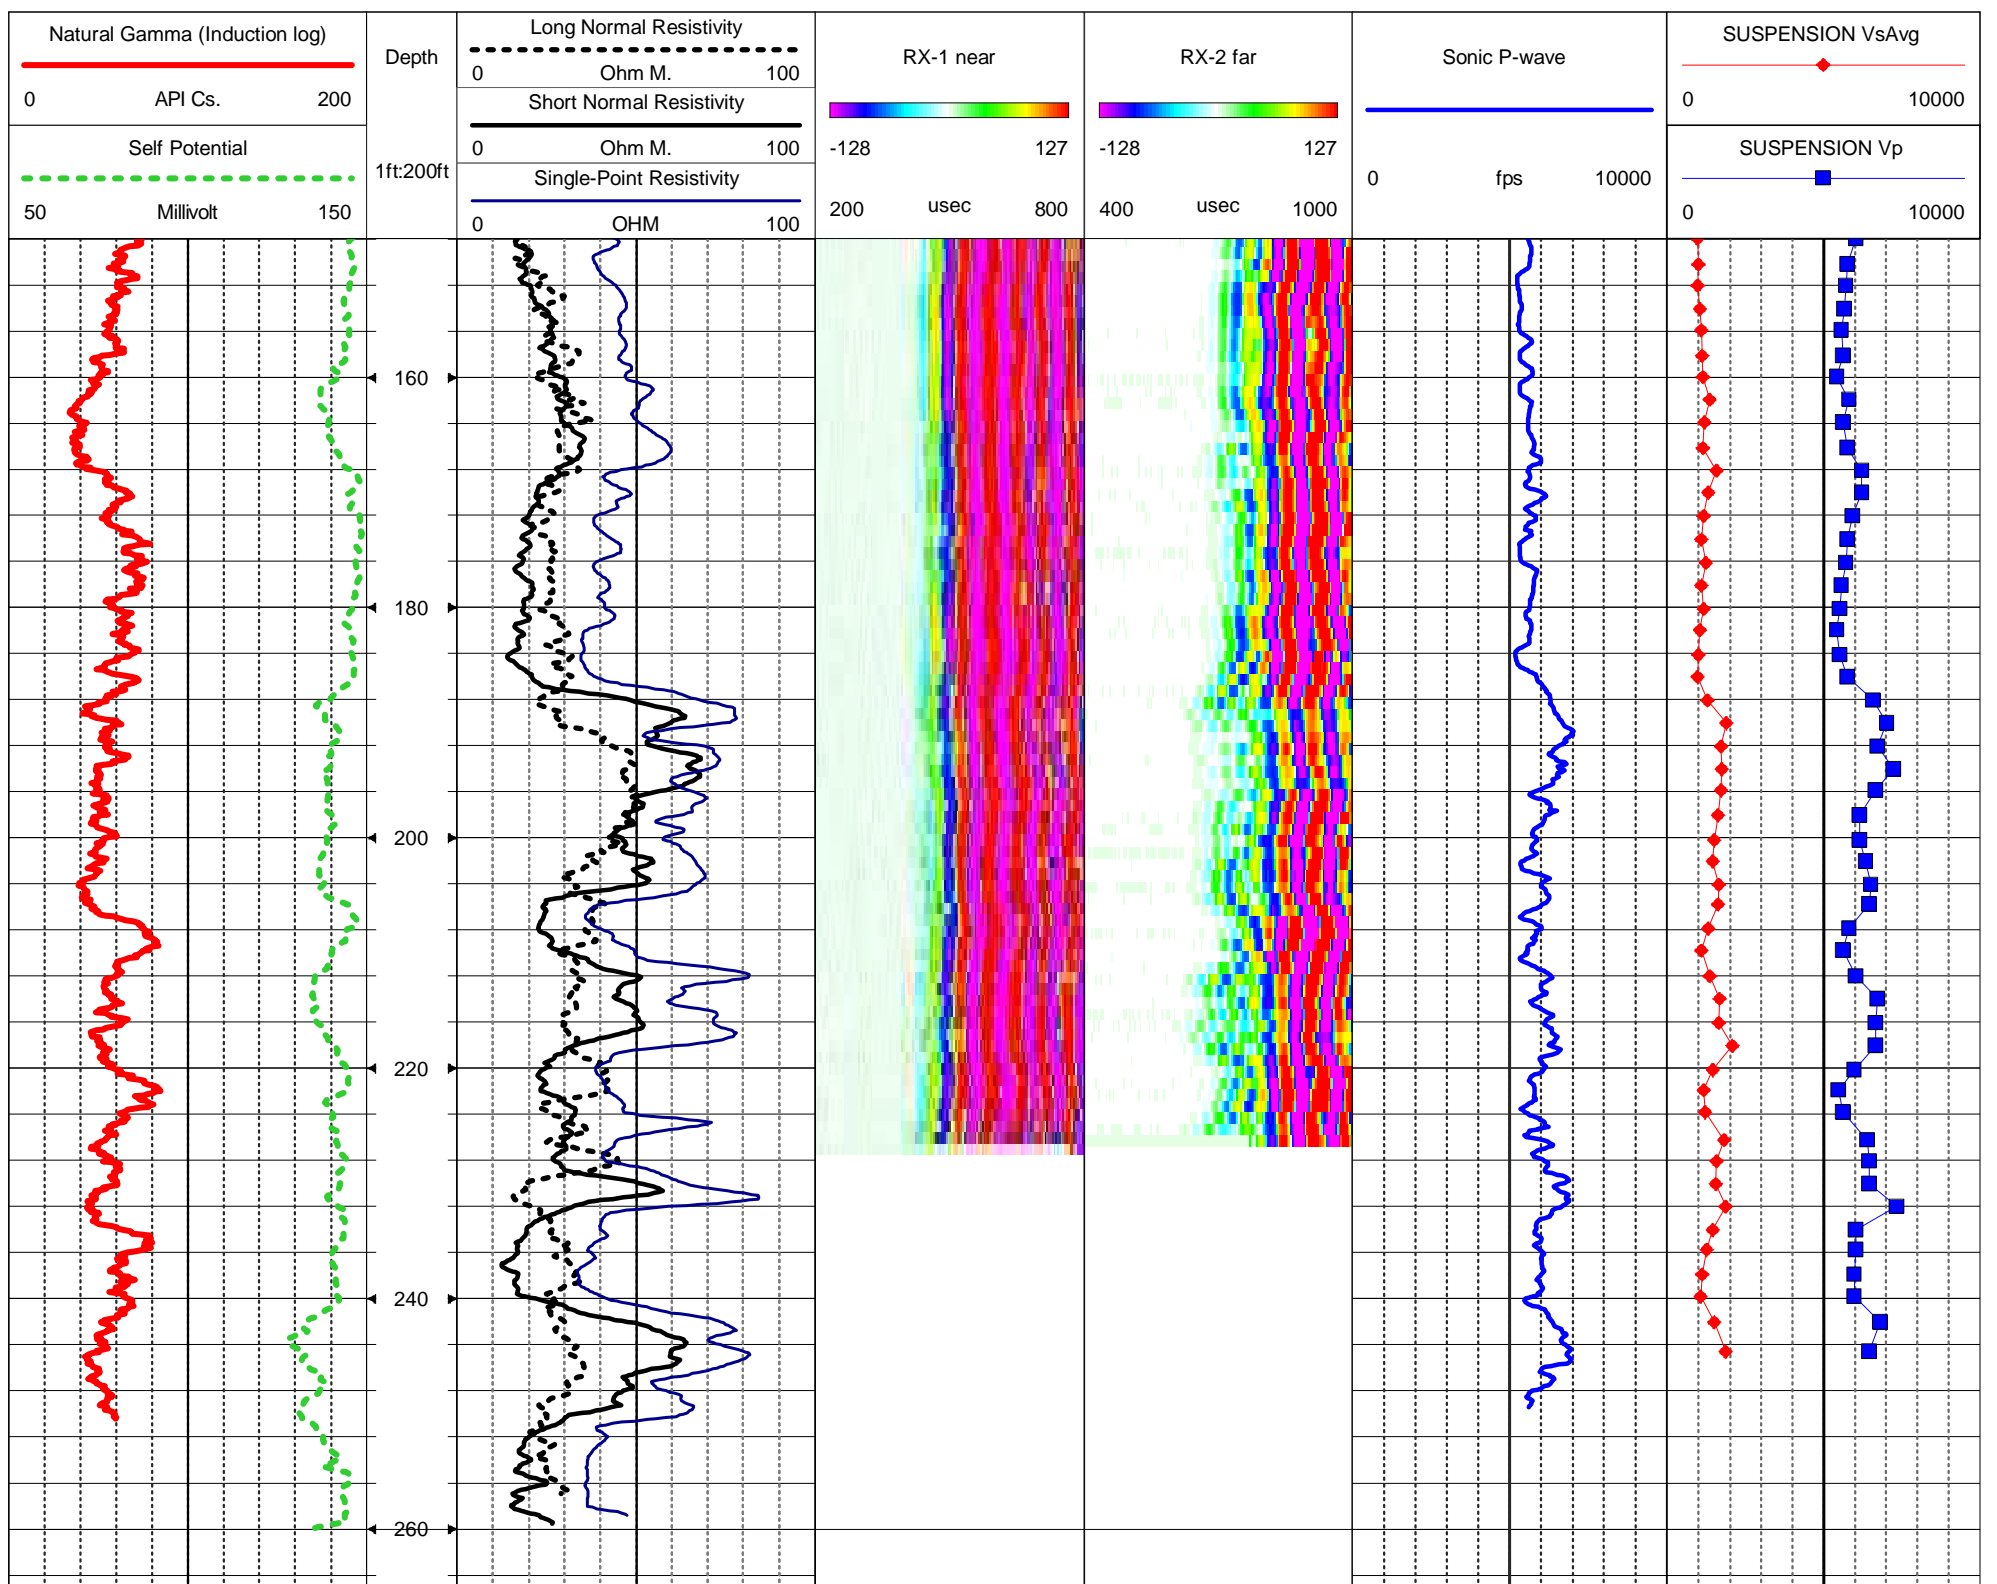 Natural Gamma (Induction log)
0 API Cs. 200
Self Potential
50 Millivolt 150
Depth
1ft:200ft
Long Normal Resistivity
0 Ohm M. 100
Short Normal Resistivity
0 Ohm M. 100
Single-Point Resistivity
0 OHM 100
RX-1 near
-128 127
200 usec 800
RX-2 far
-128 127
400 usec 1000
Sonic P-wave
0 fps 10000
SUSPENSION VsAvg
0 10000
SUSPENSION Vp
0 10000
160
180
200
220
240
260